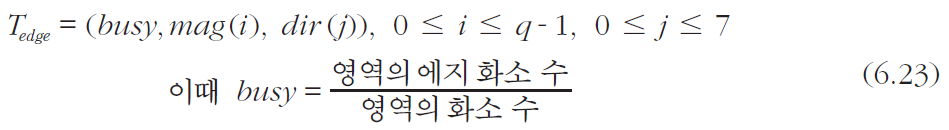 T_edge = (busy, mag(i), dir(j)), 0 ≤ i ≤ q-1, 0 ≤ j ≤ 7
이때 busy = 영역의 에지 화소 수 / 영역의 화소 수 (6.23)